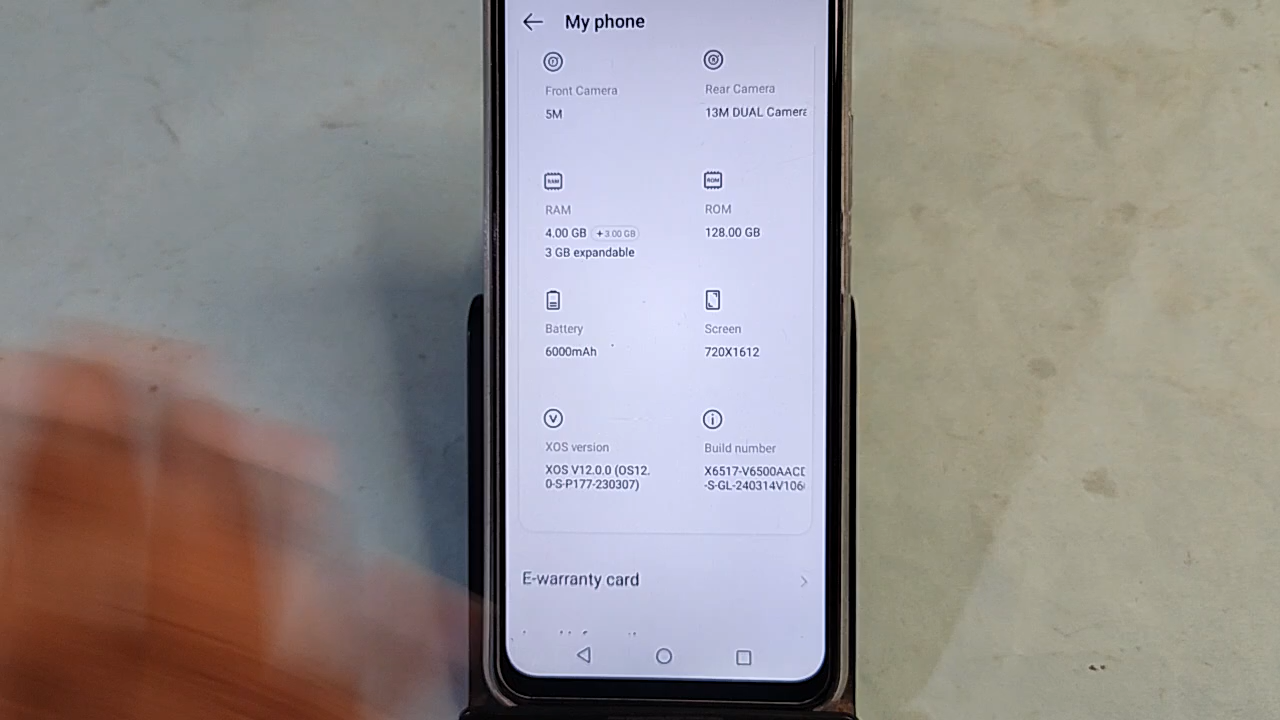 My phone
Front Camera
5M
Rear Camera
13M DUAL Camera
RAM
RAM
4.00 GB +3.00 GB
3 GB expandable
ROM
ROM
128.00 GB
Battery
6000mAh
Screen
720X1612
XOS version
XOS V12.0.0 (OS12.
0-S-P177-230307)
Build number
X6517-V6500AACD
-S-GL-240314V106
E-warranty card